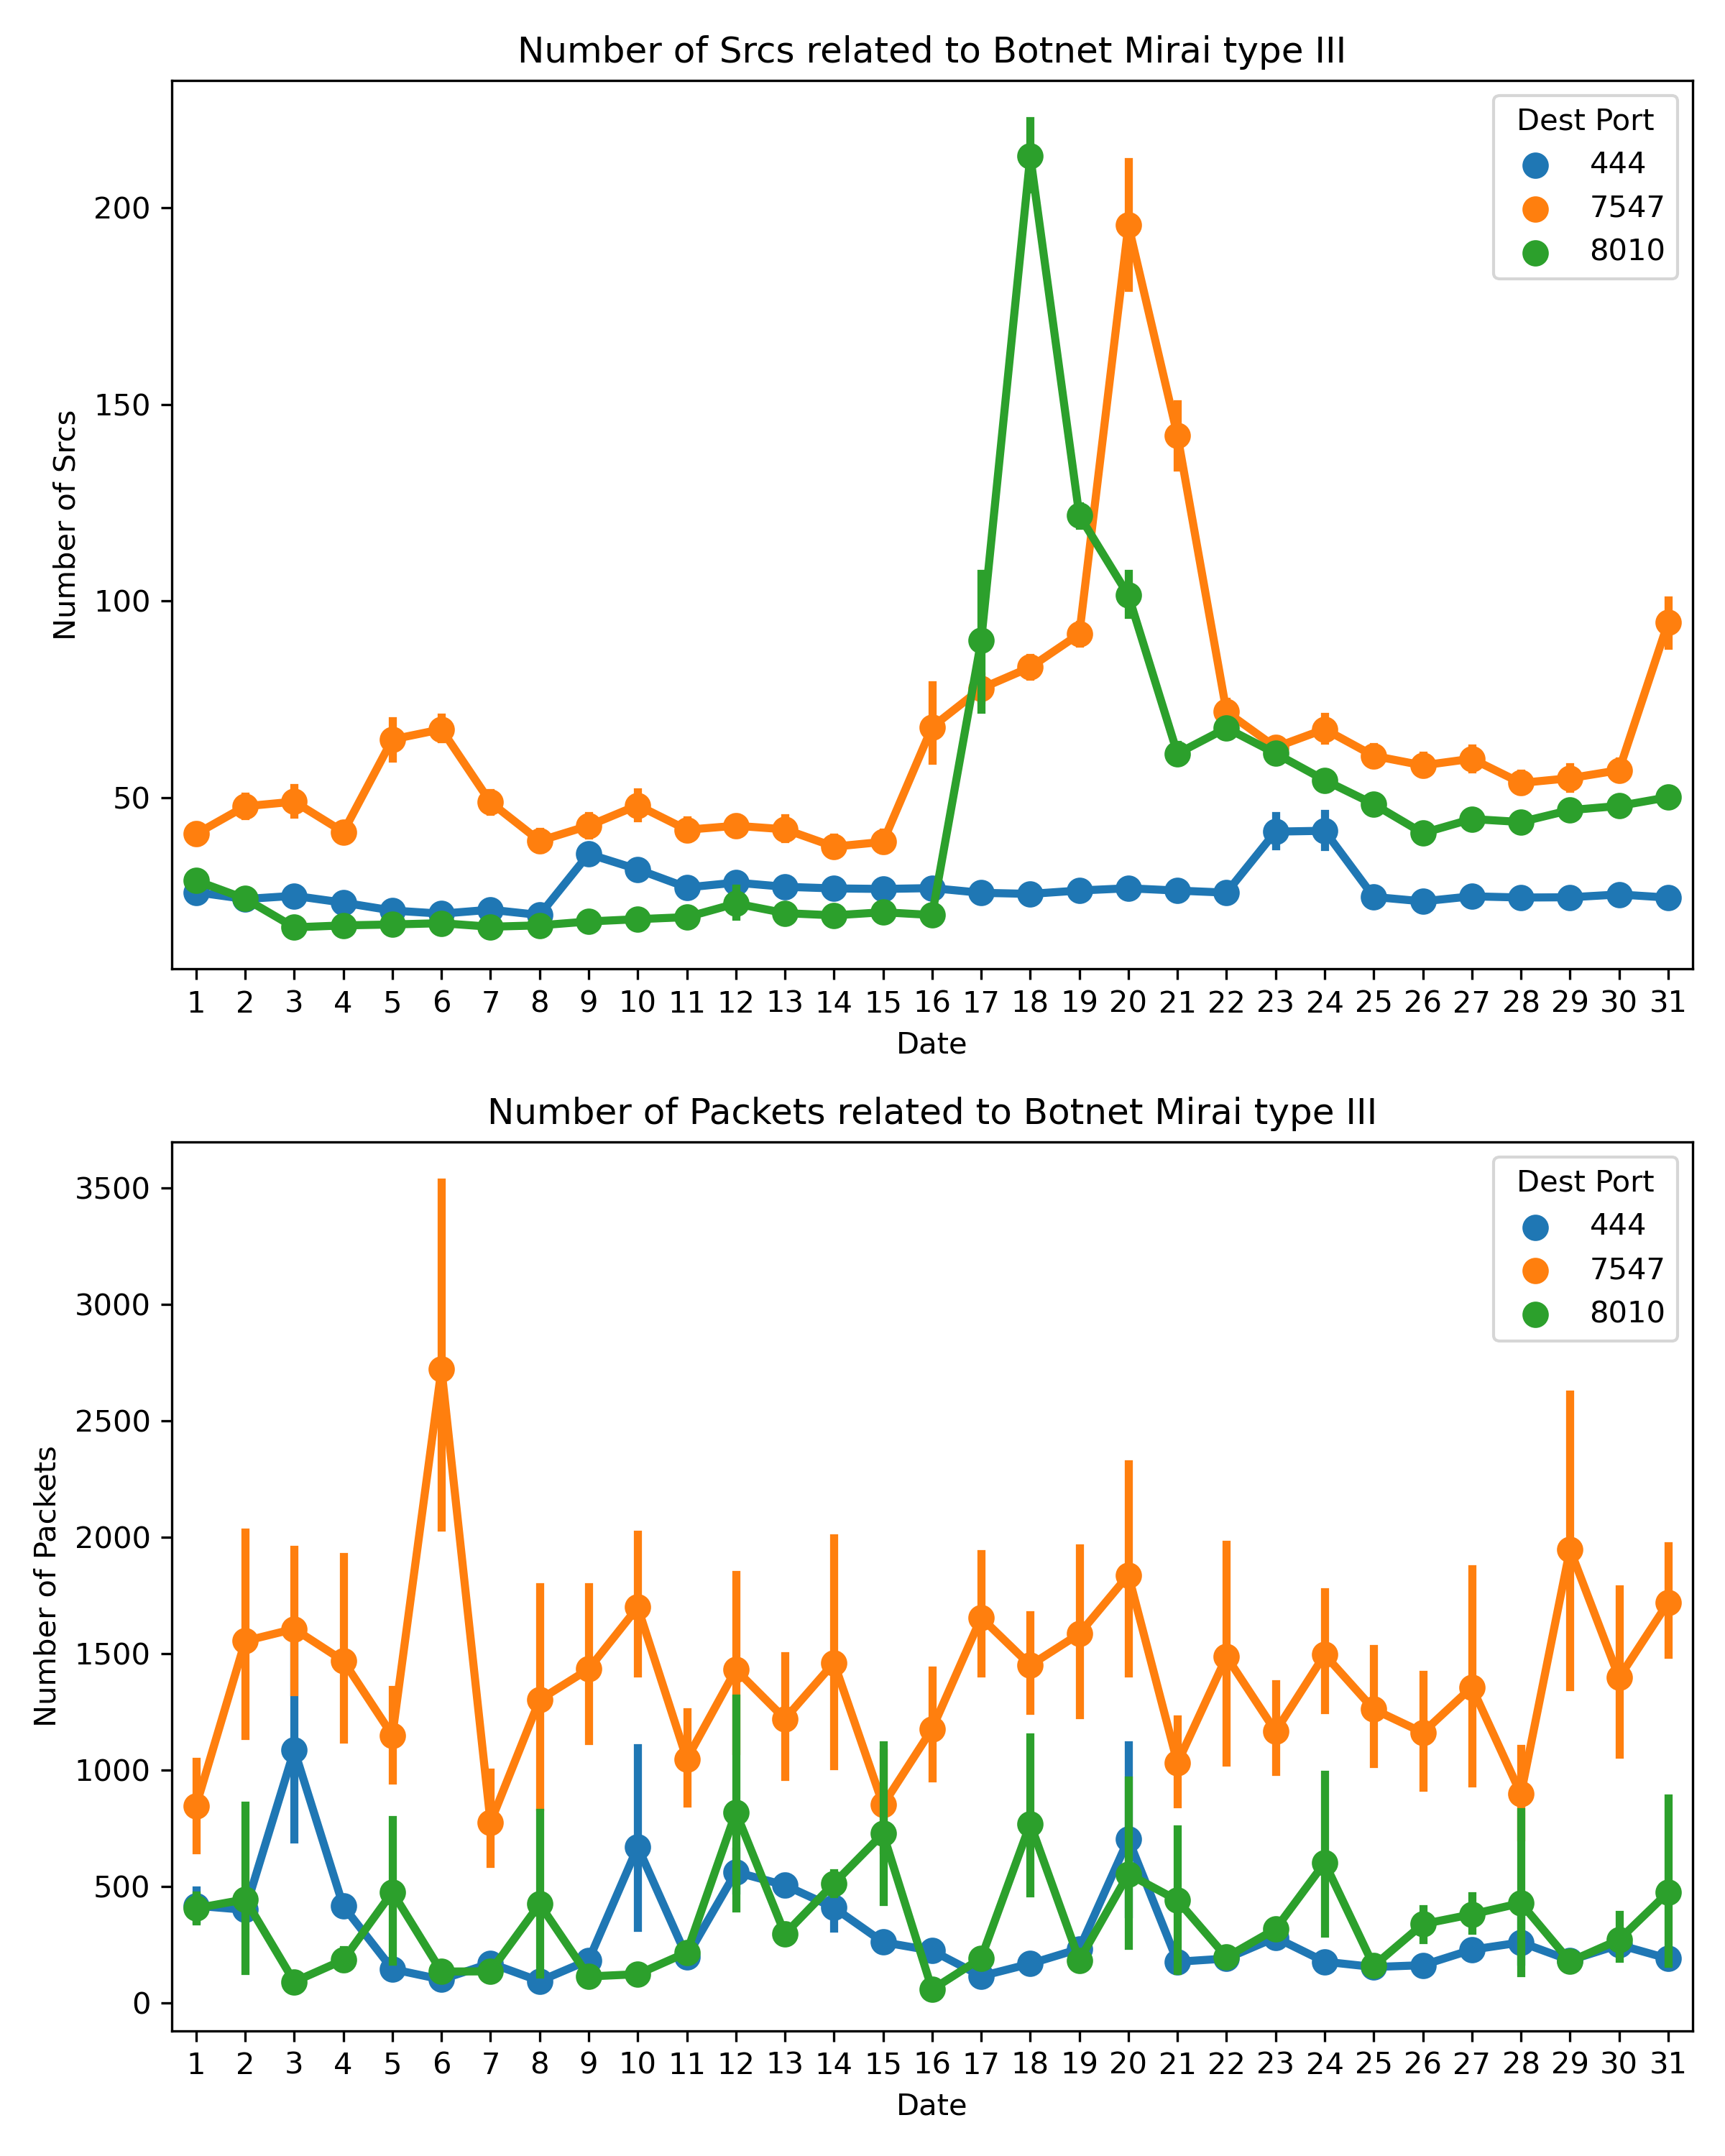 Number of Srcs related to Botnet Mirai type III
Dest Port
444
7547
8010
200
150
100
50
Number of Srcs
1 2 3 4 5 6 7 8 9 10 11 12 13 14 15 16 17 18 19 20 21 22 23 24 25 26 27 28 29 30 31
Date
Number of Packets related to Botnet Mirai type III
Dest Port
444
7547
8010
3500
3000
2500
2000
1500
1000
500
0
Number of Packets
1 2 3 4 5 6 7 8 9 10 11 12 13 14 15 16 17 18 19 20 21 22 23 24 25 26 27 28 29 30 31
Date